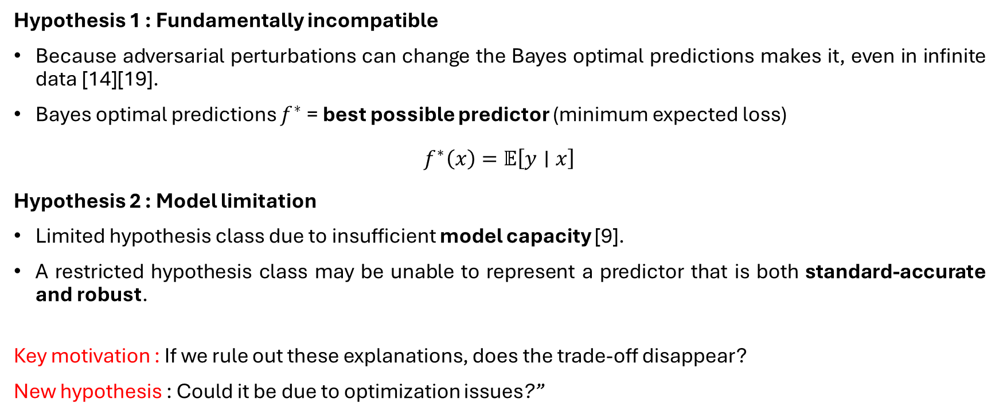 Hypothesis 1 : Fundamentally incompatible
• Because adversarial perturbations can change the Bayes optimal predictions makes it, even in infinite
data [14][19].
• Bayes optimal predictions f* = best possible predictor (minimum expected loss)
f*(x) = 𝔼[y | x]
Hypothesis 2 : Model limitation
• Limited hypothesis class due to insufficient model capacity [9].
• A restricted hypothesis class may be unable to represent a predictor that is both standard-accurate
and robust.
Key motivation : If we rule out these explanations, does the trade-off disappear?
New hypothesis : Could it be due to optimization issues?”